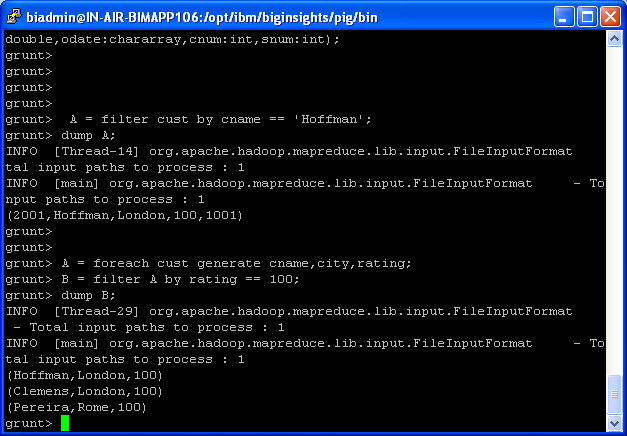 biadmin@IN-AIR-BIMAPP106:/opt/ibm/biginsights/pig/bin
double,odate:chararray,cnum:int,snum:int);
grunt>
grunt>
grunt>
grunt>
grunt>  A = filter cust by cname == 'Hoffman';
grunt> dump A;
INFO  [Thread-14] org.apache.hadoop.mapreduce.lib.input.FileInputFormat
tal input paths to process : 1
INFO  [main] org.apache.hadoop.mapreduce.lib.input.FileInputFormat     - To
nput paths to process : 1
(2001,Hoffman,London,100,1001)
grunt>
grunt>
grunt> A = foreach cust generate cname,city,rating;
grunt> B = filter A by rating == 100;
grunt> dump B;
INFO  [Thread-29] org.apache.hadoop.mapreduce.lib.input.FileInputFormat
 - Total input paths to process : 1
INFO  [main] org.apache.hadoop.mapreduce.lib.input.FileInputFormat     - To
tal input paths to process : 1
(Hoffman,London,100)
(Clemens,London,100)
(Pereira,Rome,100)
grunt>